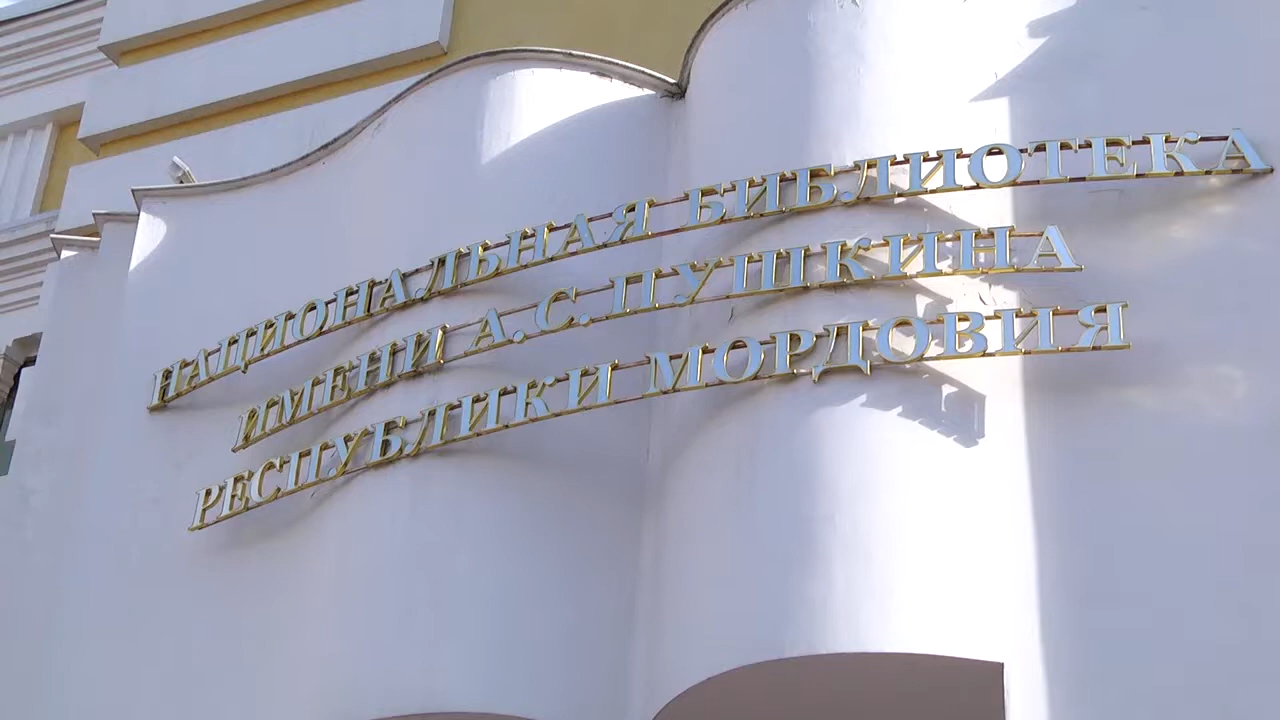 НАЦИОНАЛЬНАЯ БИБЛИОТЕКА
ИМЕНИ А.С.ПУШКИНА
РЕСПУБЛИКИ МОРДОВИЯ